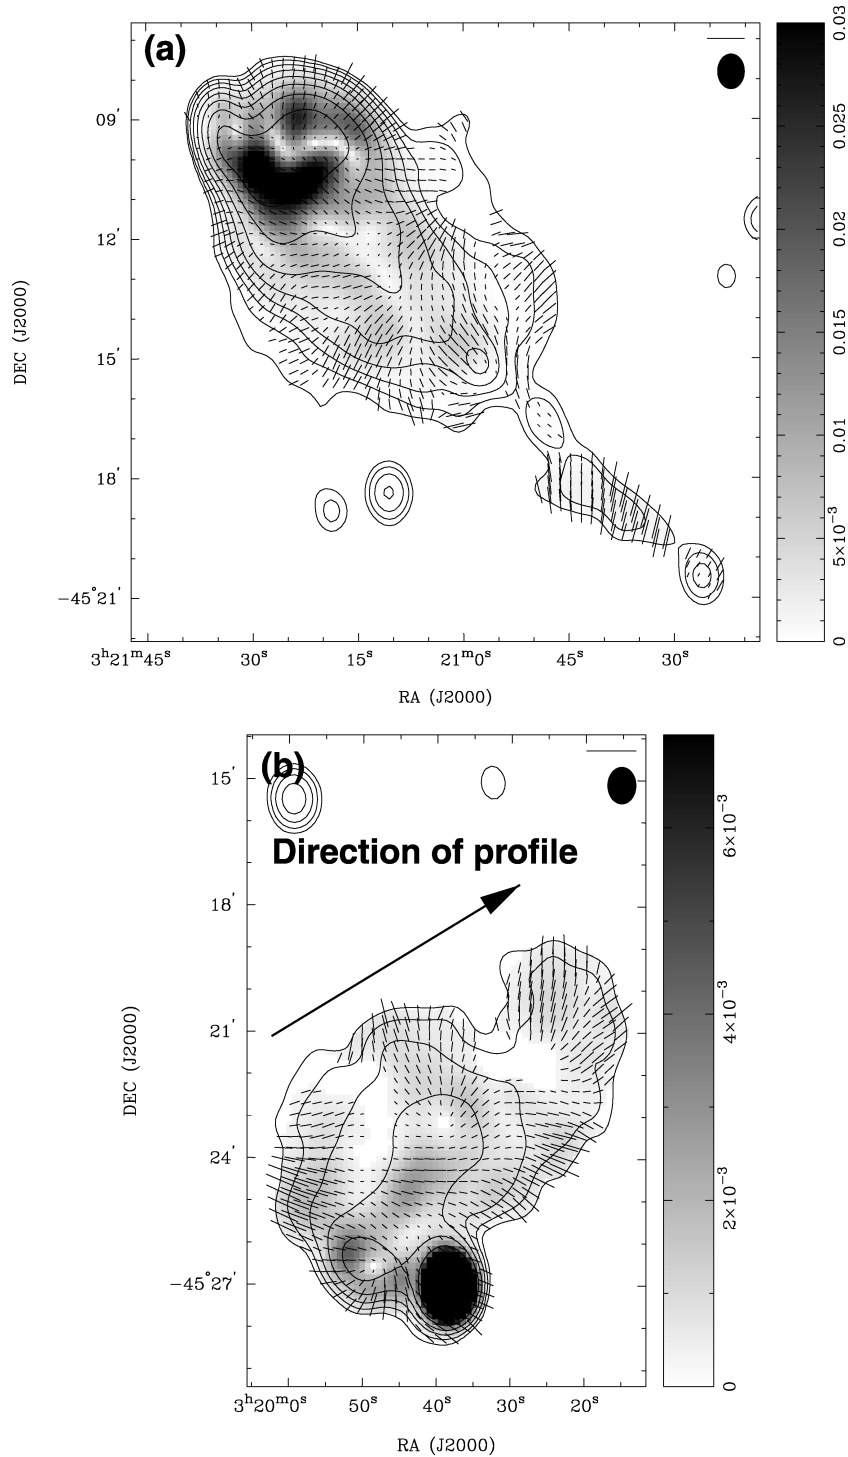 (a)
09′
12′
15′
18′
−45°21′
DEC (J2000)
3ʰ21ᵐ45ˢ 30ˢ 15ˢ 21ᵐ0ˢ 45ˢ 30ˢ
RA (J2000)
0 5×10⁻³ 0.01 0.015 0.02 0.025 0.03
(b)
Direction of profile
15′
18′
21′
24′
−45°27′
DEC (J2000)
3ʰ20ᵐ0ˢ 50ˢ 40ˢ 30ˢ 20ˢ
RA (J2000)
0 2×10⁻³ 4×10⁻³ 6×10⁻³